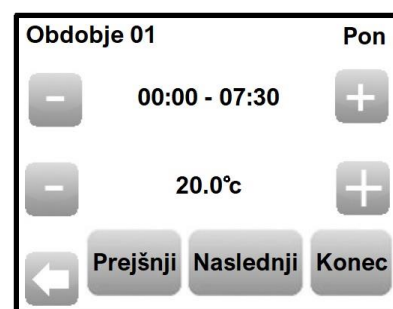 Obdobje 01 Pon
- 00:00 - 07:30 +
- 20.0°c +
Prejšnji Naslednji Konec